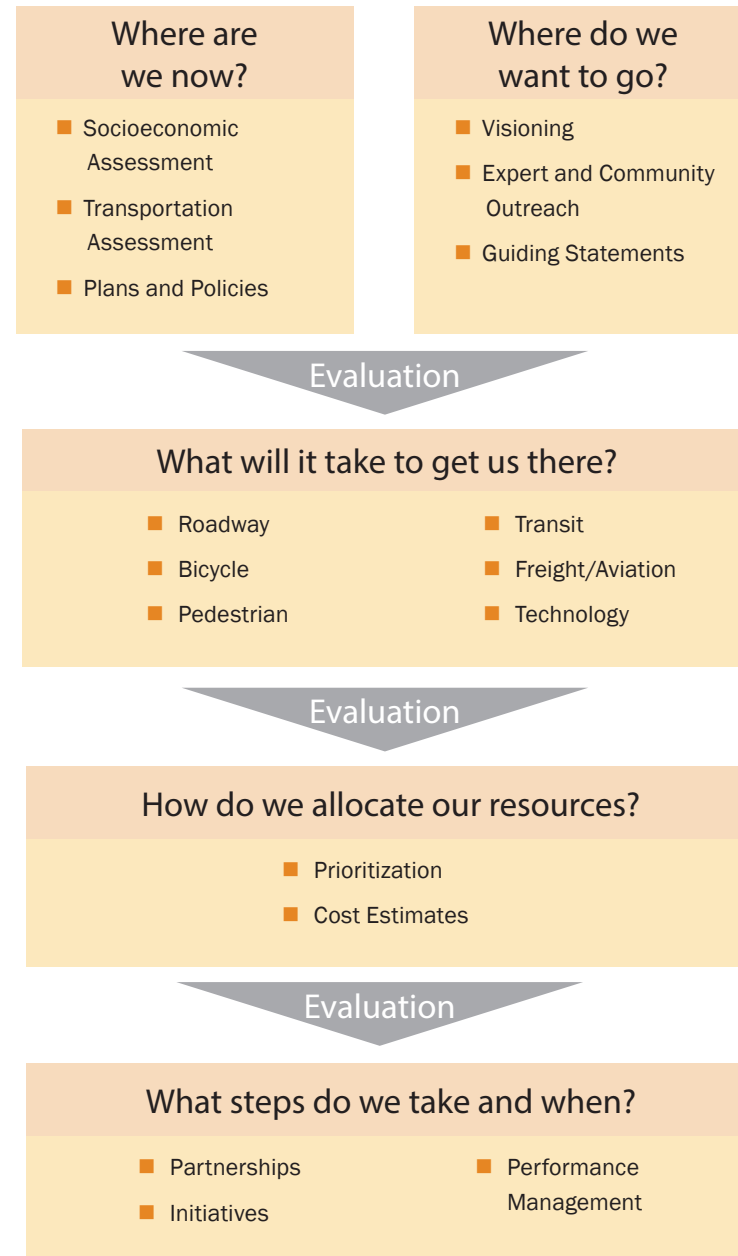 Where are
we now?
Socioeconomic
Assessment
Transportation
Assessment
Plans and Policies
Where do we
want to go?
Visioning
Expert and Community
Outreach
Guiding Statements
Evaluation
What will it take to get us there?
Roadway
Bicycle
Pedestrian
Transit
Freight/Aviation
Technology
Evaluation
How do we allocate our resources?
Prioritization
Cost Estimates
Evaluation
What steps do we take and when?
Partnerships
Initiatives
Performance
Management